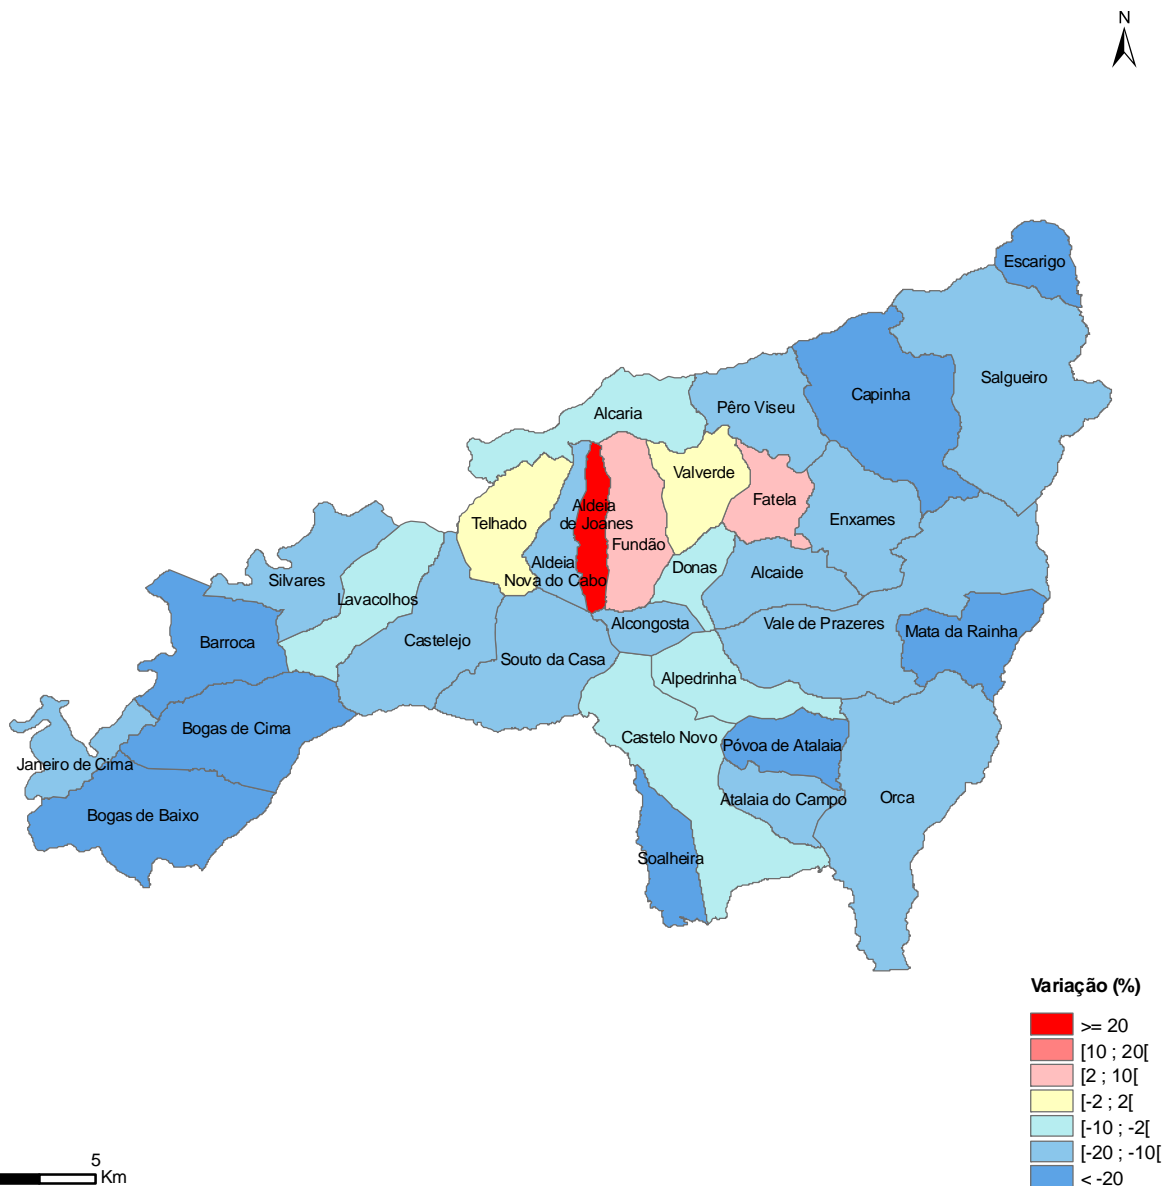 N
Escarigo
Salgueiro
Capinha
Pêro Viseu
Alcaria
Valverde
Fatela
Aldeia
de Joanes
Telhado
Enxames
Fundão
Aldeia
Nova do Cabo
Donas
Alcaide
Silvares
Lavacolhos
Alcongosta
Vale de Prazeres
Mata da Rainha
Barroca
Castelejo
Souto da Casa
Alpedrinha
Bogas de Cima
Castelo Novo
Póvoa de Atalaia
Janeiro de Cima
Atalaia do Campo
Orca
Bogas de Baixo
Soalheira
Variação (%)
>= 20
[10 ; 20[
[2 ; 10[
[-2 ; 2[
[-10 ; -2[
[-20 ; -10[
< -20
5
Km